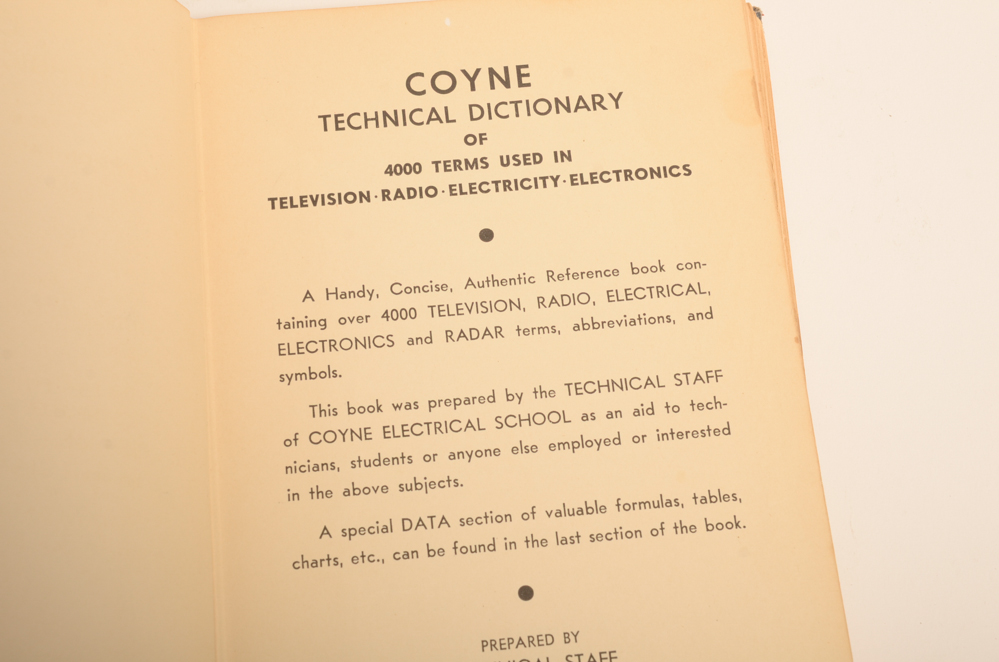 COYNE
TECHNICAL DICTIONARY
OF
4000 TERMS USED IN
TELEVISION·RADIO·ELECTRICITY·ELECTRONICS
A Handy, Concise, Authentic Reference book con-
taining over 4000 TELEVISION, RADIO, ELECTRICAL,
ELECTRONICS and RADAR terms, abbreviations, and
symbols.
This book was prepared by the TECHNICAL STAFF
of COYNE ELECTRICAL SCHOOL as an aid to tech-
nicians, students or anyone else employed or interested
in the above subjects.
A special DATA section of valuable formulas, tables,
charts, etc., can be found in the last section of the book.
PREPARED BY
STAFF